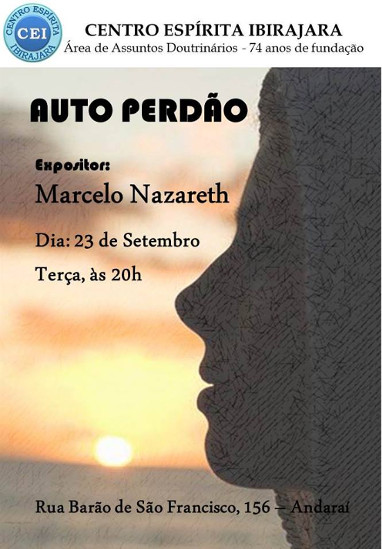 CENTRO ESPÍRITA
CEI
IBIRAJARA
CENTRO ESPÍRITA IBIRAJARA
Área de Assuntos Doutrinários - 74 anos de fundação
AUTO PERDÃO
Expositor:
Marcelo Nazareth
Dia: 23 de Setembro
Terça, às 20h
Rua Barão de São Francisco, 156 – Andaraí